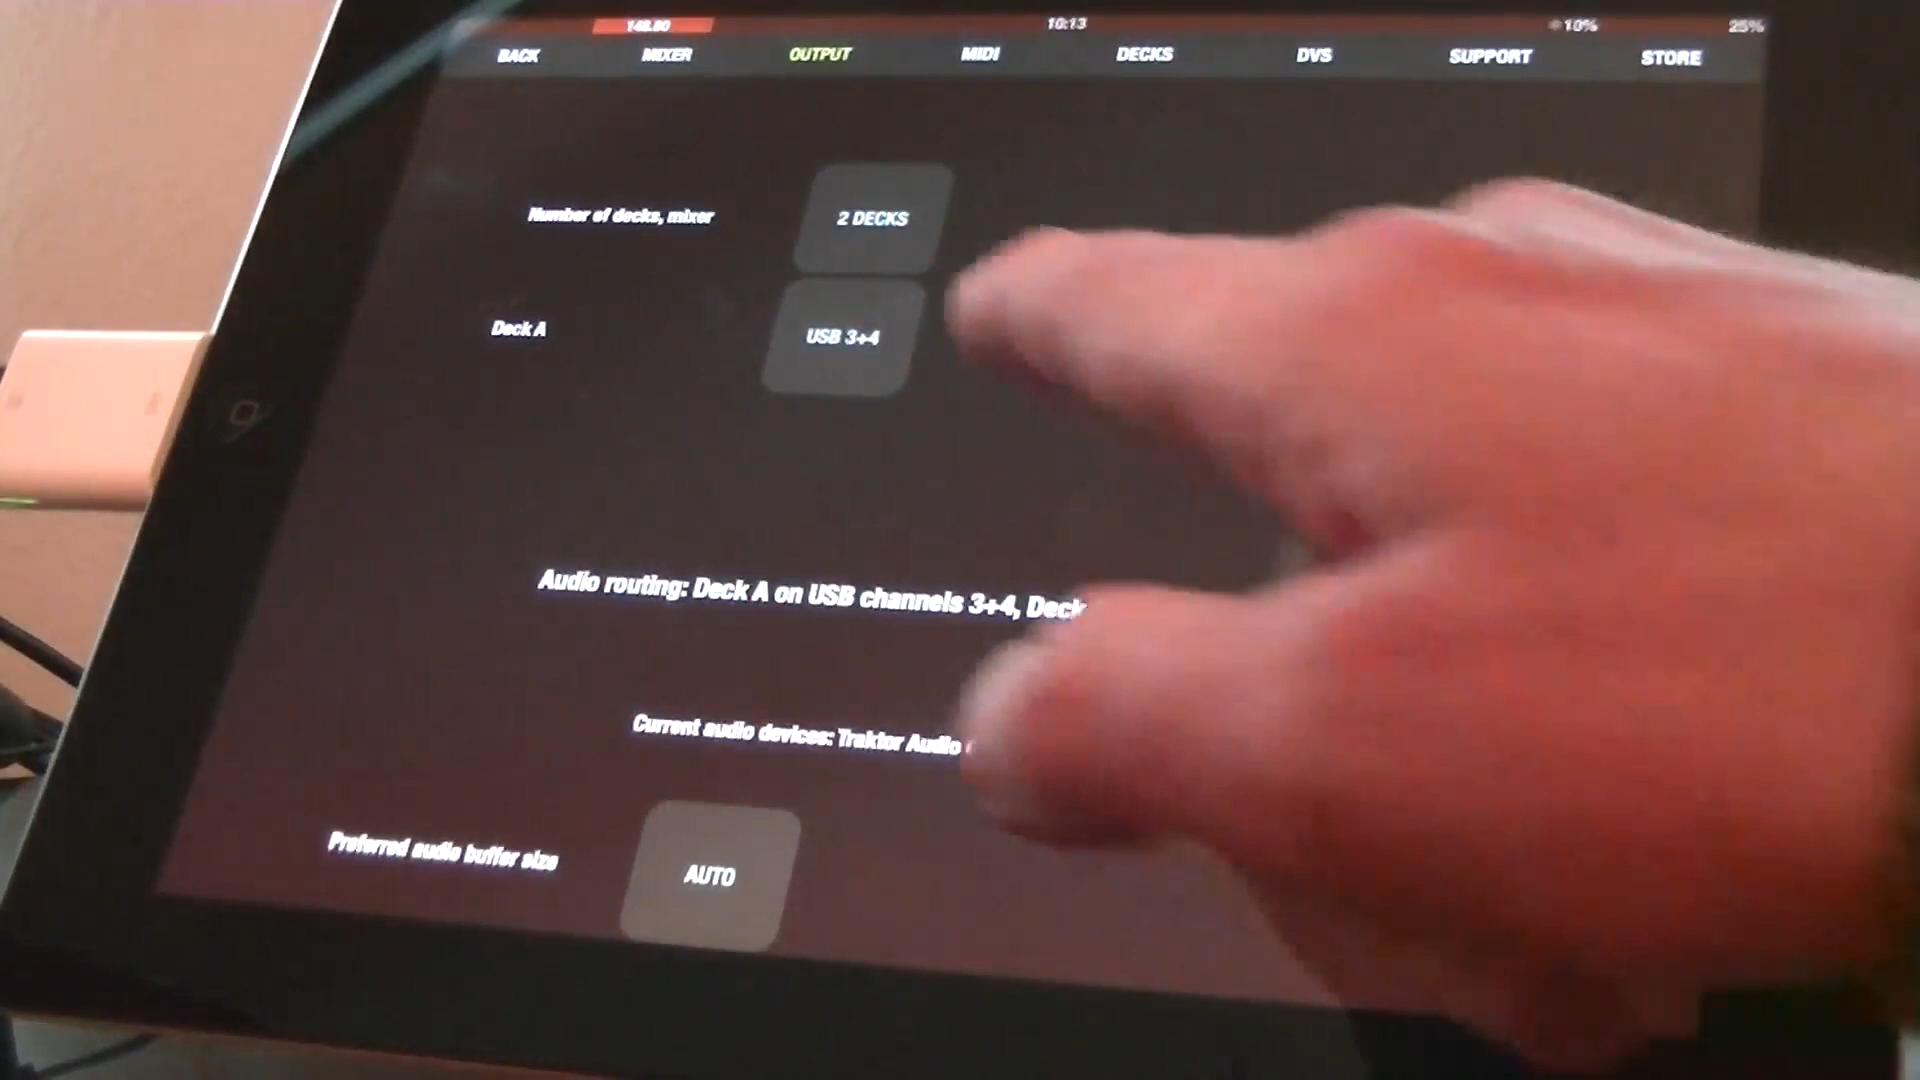 148.80 10:13 10% 25%
BACK MIXER OUTPUT MIDI DECKS DVS SUPPORT STORE
Number of decks, mixer 2 DECKS
Deck A USB 3+4
Audio routing: Deck A on USB channels 3+4, Deck
Current audio devices: Traktor Audio
Preferred audio buffer size AUTO